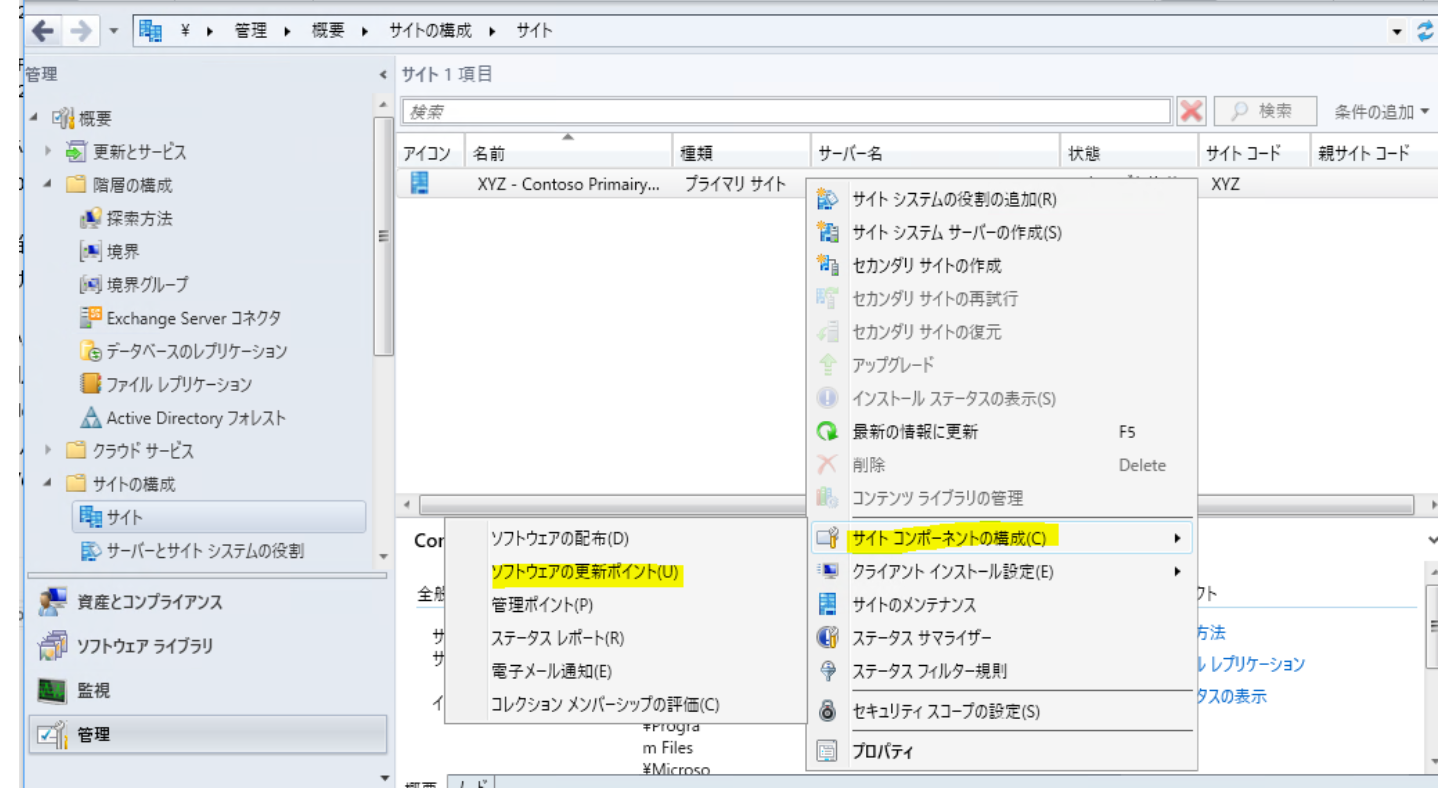 ¥ ▸ 管理 ▸ 概要 ▸ サイトの構成 ▸ サイト
管理
概要
更新とサービス
階層の構成
探索方法
境界
境界グループ
Exchange Server コネクタ
データベースのレプリケーション
ファイル レプリケーション
Active Directory フォレスト
クラウド サービス
サイトの構成
サイト
サーバーとサイト システムの役割
資産とコンプライアンス
ソフトウェア ライブラリ
監視
管理
サイト 1 項目
検索 検索 条件の追加
アイコン 名前 種類 サーバー名 状態 サイト コード 親サイト コード
XYZ - Contoso Primairy... プライマリ サイト XYZ
サイト システムの役割の追加(R)
サイト システム サーバーの作成(S)
セカンダリ サイトの作成
セカンダリ サイトの再試行
セカンダリ サイトの復元
アップグレード
インストール ステータスの表示(S)
最新の情報に更新 F5
削除 Delete
コンテンツ ライブラリの管理
サイト コンポーネントの構成(C)
クライアント インストール設定(E)
サイトのメンテナンス
ステータス サマライザー
ステータス フィルター規則
セキュリティ スコープの設定(S)
プロパティ
ソフトウェアの配布(D)
ソフトウェアの更新ポイント(U)
管理ポイント(P)
ステータス レポート(R)
電子メール通知(E)
コレクション メンバーシップの評価(C)
Cor
全般
サ
サ
イ
方法
レプリケーション
タスの表示
¥Progra
m Files
¥Microso
概要